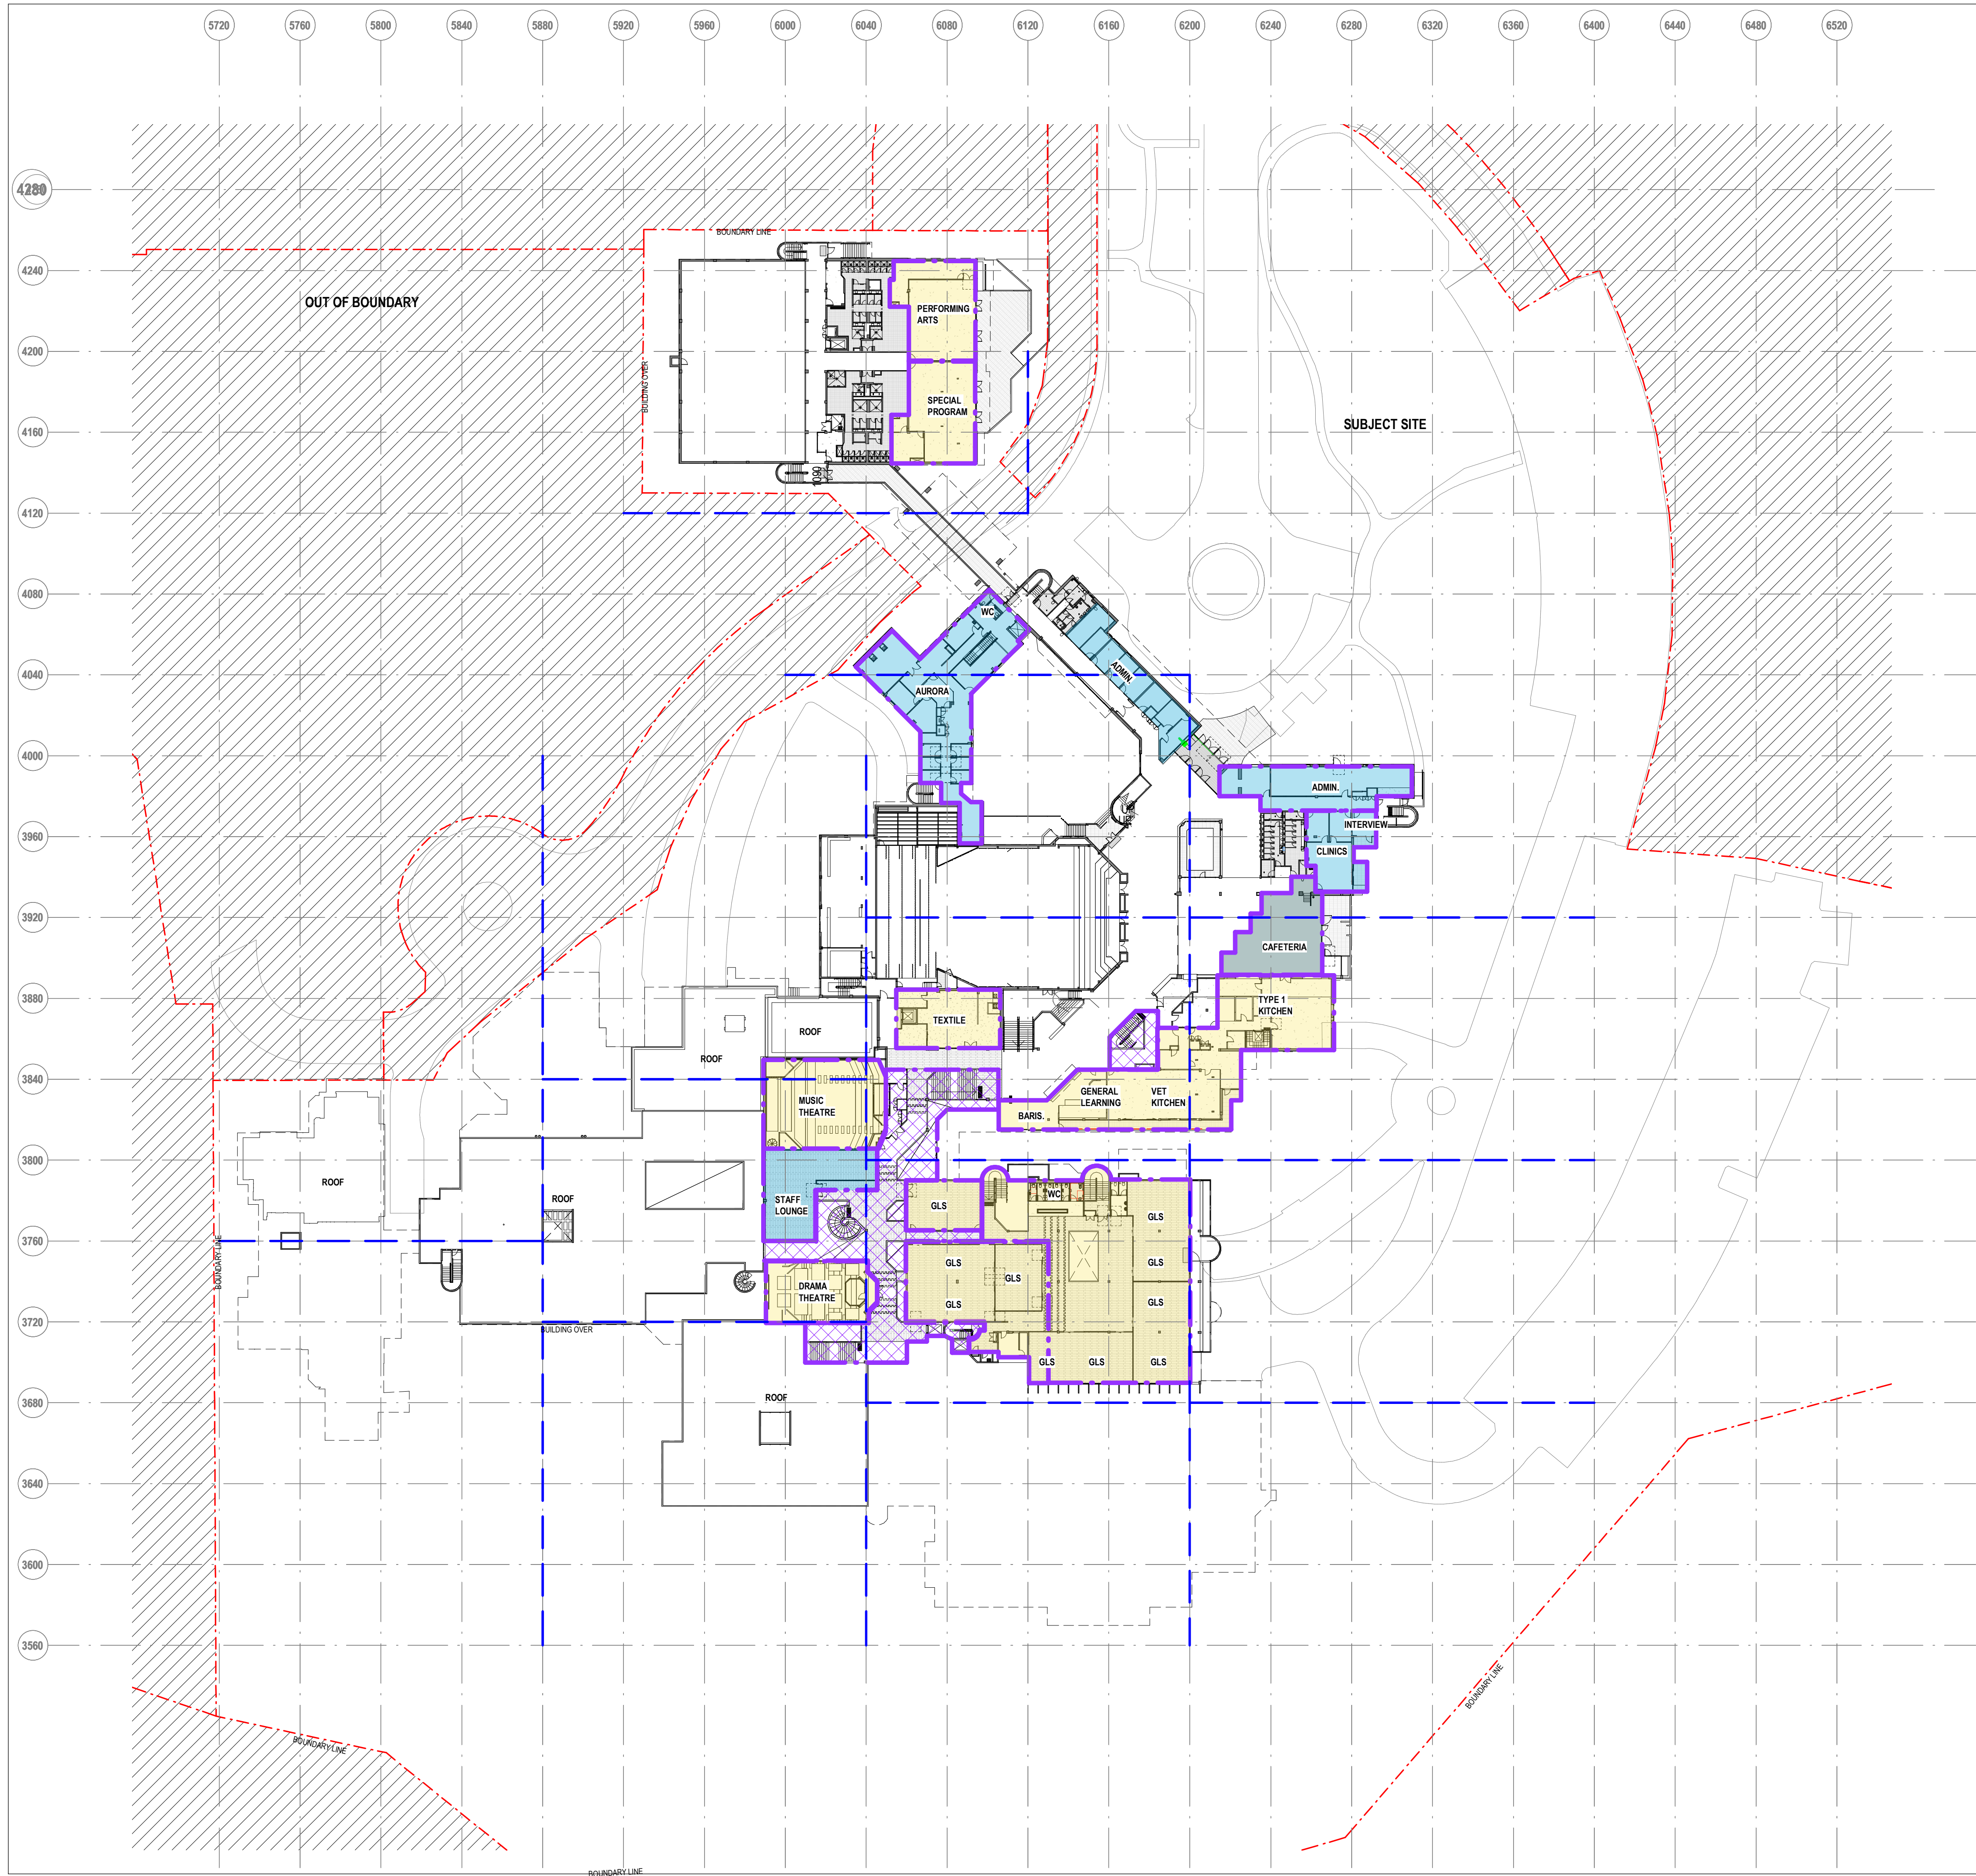 5720 5760 5800 5840 5880 5920 5960 6000 6040 6080 6120 6160 6200 6240 6280 6320 6360 6400 6440 6480 6520
BOUNDARY LINE
4240
OUT OF BOUNDARY
PERFORMING
ARTS
4200
BUILDING OVER
SPECIAL
PROGRAM
SUBJECT SITE
4160
1090
4120
4080
WC
4040
ADMIN.
AURORA
4000
ADMIN.
UP
3960
INTERVIEW
CLINICS
3920
CAFETERIA
3880
TYPE 1
KITCHEN
TEXTILE
ROOF
ROOF
3840
GENERAL
LEARNING
VET
KITCHEN
MUSIC
THEATRE
BARIS.
3800
ROOF
STAFF
LOUNGE
ROOF
WC
GLS
GLS
3760
BOUNDARY LINE
GLS
GLS
GLS
DRAMA
THEATRE
GLS
GLS
3720
BUILDING OVER
GLS
GLS
GLS
3680
ROOF
3640
3600
3560
BOUNDARY LINE
BOUNDARY LINE
BOUNDARY LINE